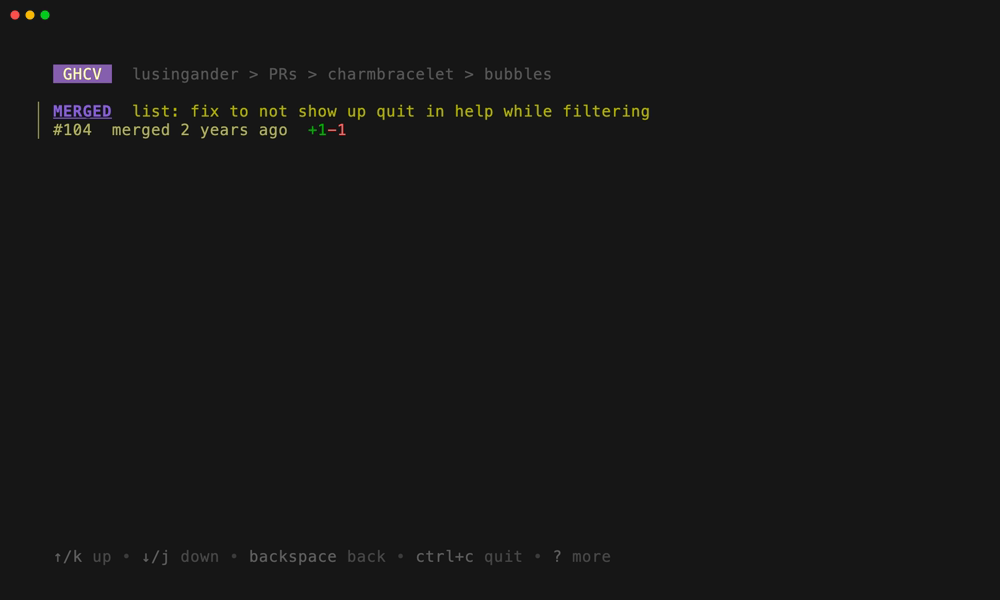 GHCV lusingander > PRs > charmbracelet > bubbles
MERGED list: fix to not show up quit in help while filtering
#104 merged 2 years ago +1-1
↑/k up • ↓/j down • backspace back • ctrl+c quit • ? more